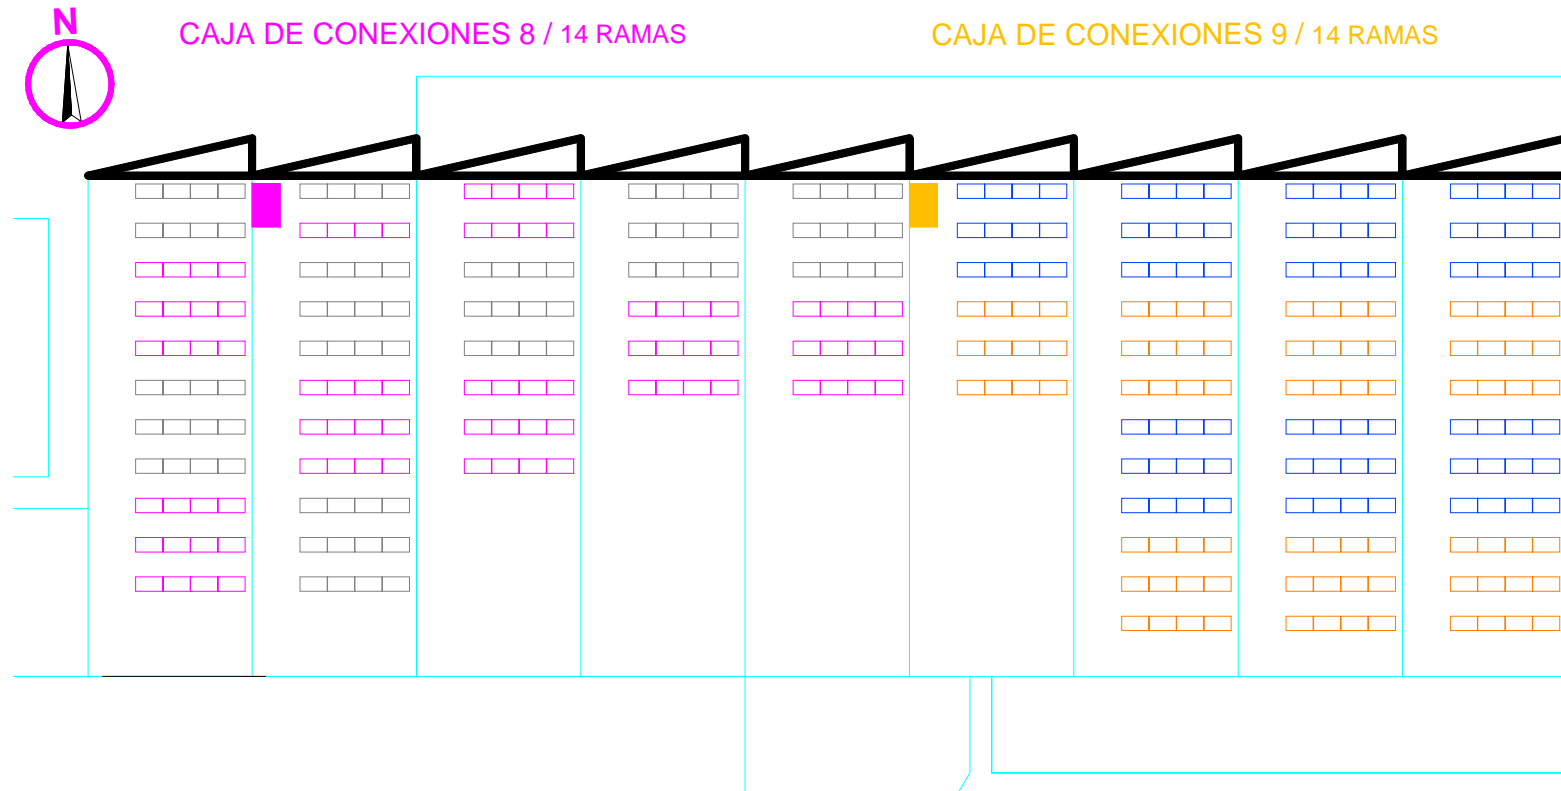 N
CAJA DE CONEXIONES 8 / 14 RAMAS
CAJA DE CONEXIONES 9 / 14 RAMAS